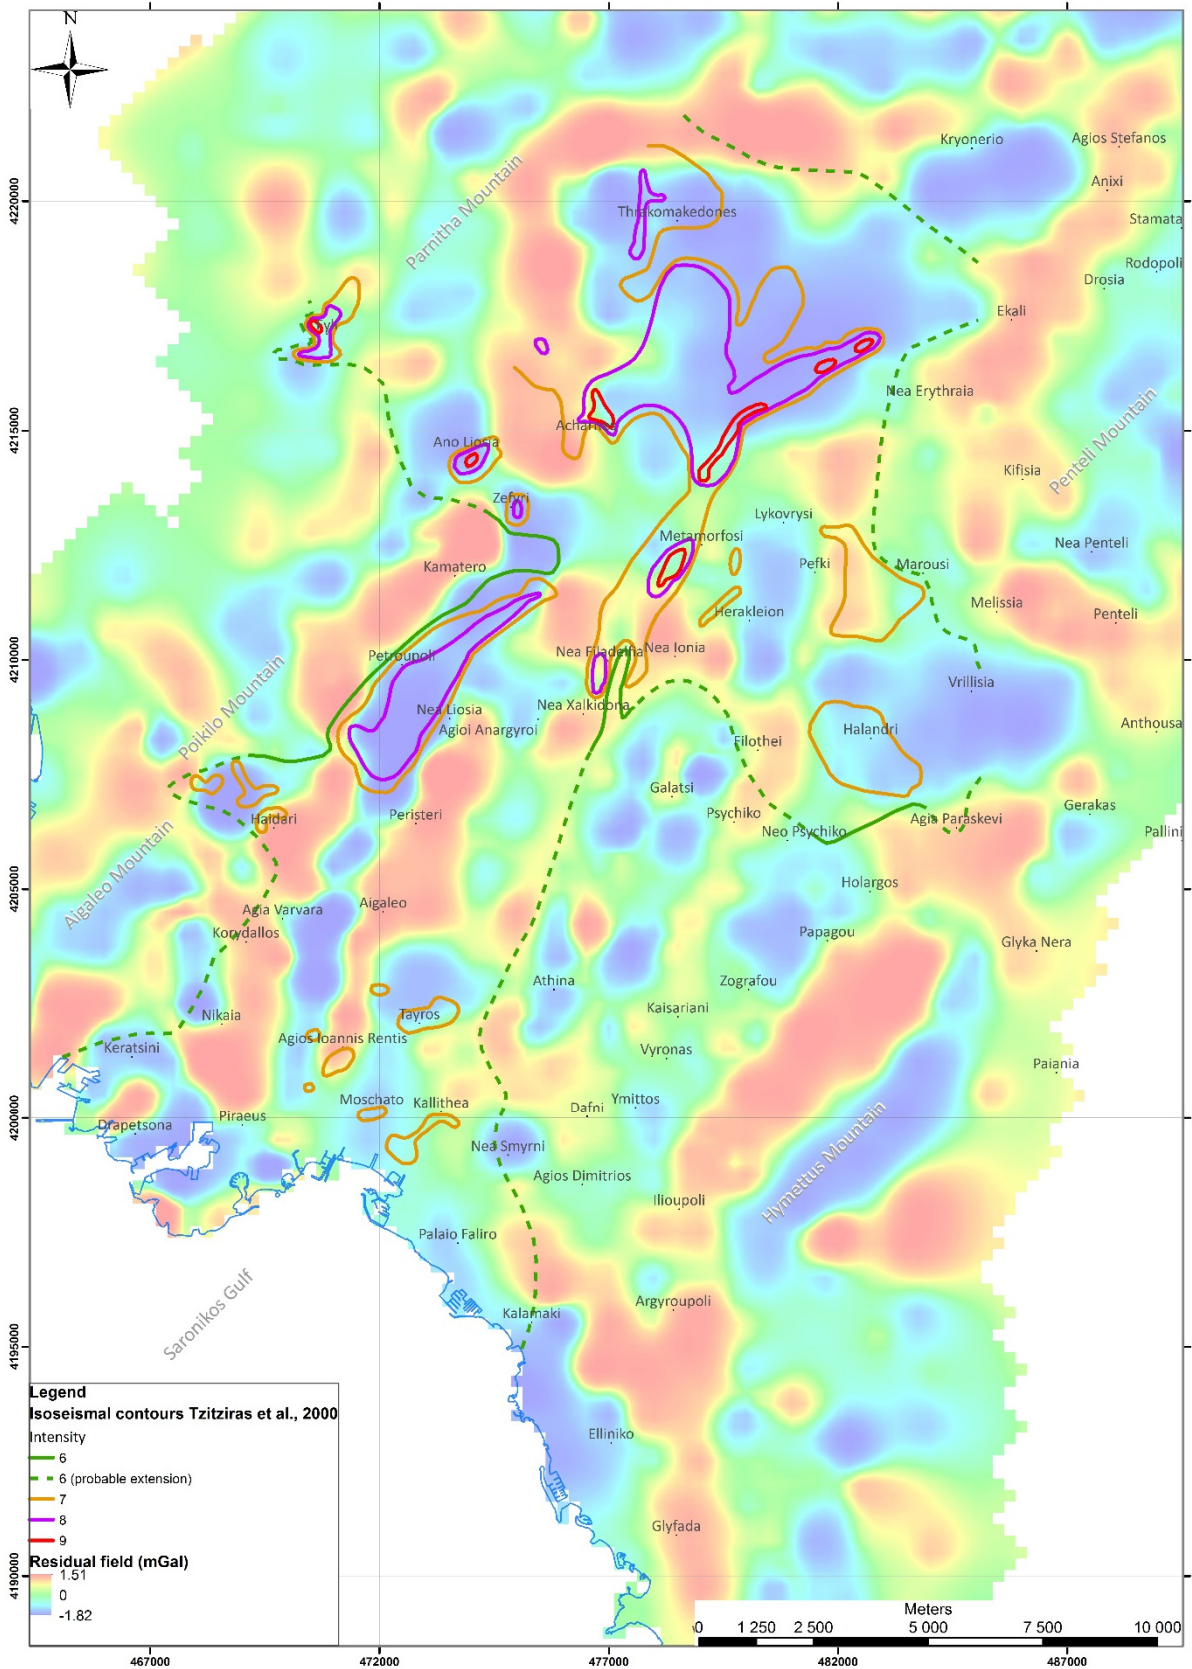 N
Kryonerio
Agios Stefanos
Anixi
Parnitha Mountain
4220000
Thrakomakedones
Stamata
Rodopoli
Drosia
Ekali
Nea Erythraia
4215000
Acharnes
Ano Liosia
Penteli Mountain
Kifisia
Zefyri
Lykovrysi
Metamorfosi
Nea Penteli
Kamatero
Pefki
Marousi
Melissia
Penteli
Herakleion
4210000
Petroupoli
Nea Filadelfia
Nea Ionia
Vrillisia
Poikilo Mountain
Nea Liosia
Nea Xalkidona
Anthousa
Agioi Anargyroi
Halandri
Filothei
Galatsi
Haidari
Peristeri
Psychiko
Neo Psychiko
Agia Paraskevi
Gerakas
Pallini
Aigaleo Mountain
4205000
Holargos
Agia Varvara
Aigaleo
Korydallos
Papagou
Glyka Nera
Athina
Zografou
Kaisariani
Nikaia
Tayros
Agios Ioannis Rentis
Keratsini
Vyronas
Paiania
4200000
Moschato
Kallithea
Dafni
Ymittos
Drapetsona
Piraeus
Nea Smyrni
Agios Dimitrios
Hymettus Mountain
Ilioupoli
Palaio Faliro
Saronikos Gulf
Argyroupoli
Kalamaki
4195000
Elliniko
Glyfada
4190000
Legend
Isoseismal contours Tzitziras et al., 2000
Intensity
6
6 (probable extension)
7
8
9
Residual field (mGal)
1.51
0
-1.82
Meters
0 1 250 2 500 5 000 7 500 10 000
467000 472000 477000 482000 487000